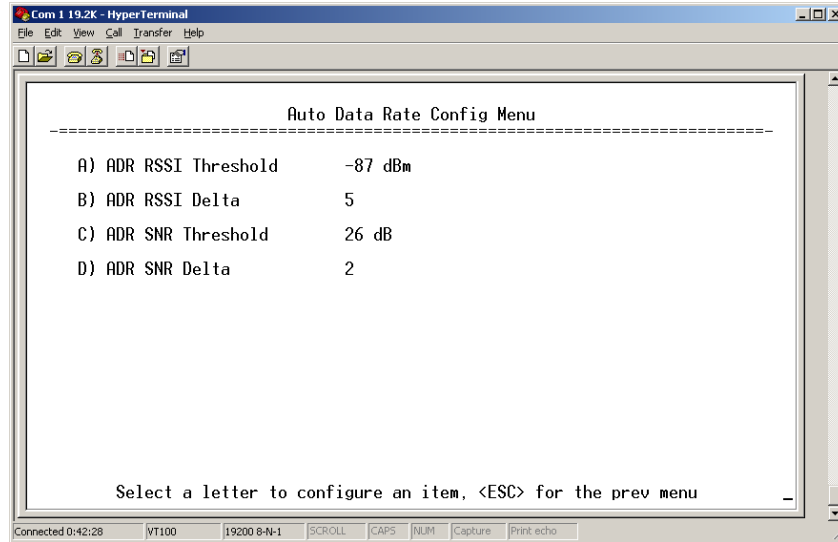 Com 1 19.2K - HyperTerminal
File Edit View Call Transfer Help
Auto Data Rate Config Menu
-==========================================================================-
A) ADR RSSI Threshold -87 dBm
B) ADR RSSI Delta 5
C) ADR SNR Threshold 26 dB
D) ADR SNR Delta 2
Select a letter to configure an item, <ESC> for the prev menu _
Connected 0:42:28 VT100 19200 8-N-1 SCROLL CAPS NUM Capture Print echo